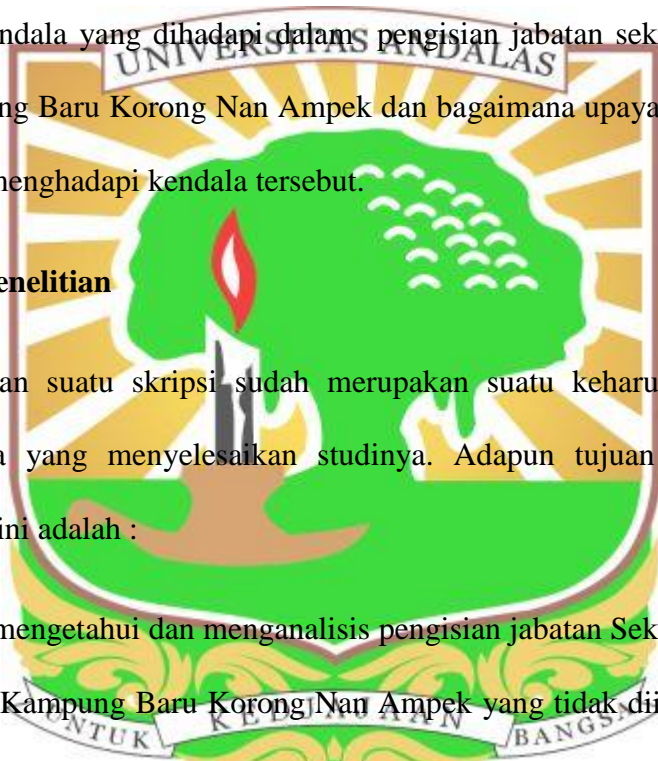 ndala yang dihadapi dalam pengisian jabatan sek
UNIVERSITAS ANDALAS
ng Baru Korong Nan Ampek dan bagaimana upaya
menghadapi kendala tersebut.
enelitian
an suatu skripsi sudah merupakan suatu keharu
a yang menyelesaikan studinya. Adapun tujuan
ini adalah :
mengetahui dan menganalisis pengisian jabatan Sek
Kampung Baru Korong Nan Ampek yang tidak dii
UNTUK KEDJAJAAN BANGSA